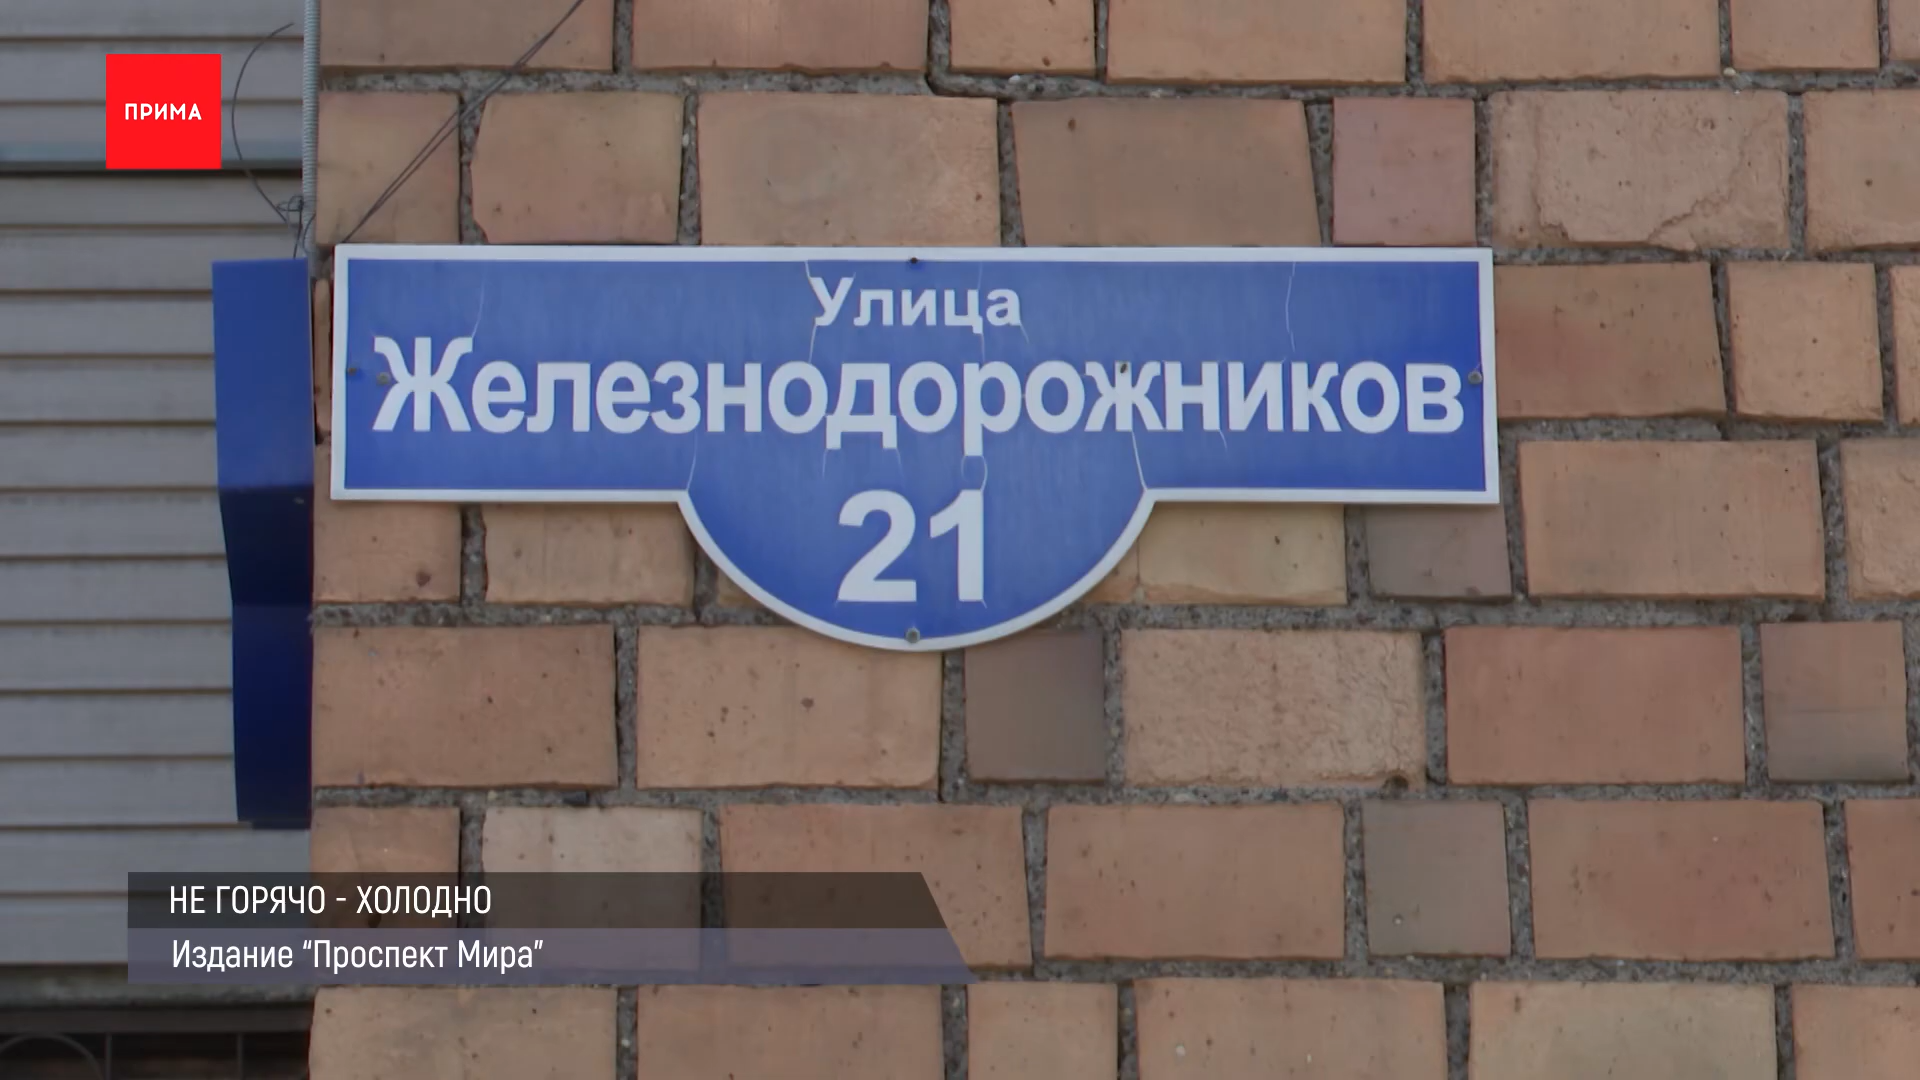 ПРИМА
Улица
Железнодорожников
21
НЕ ГОРЯЧО - ХОЛОДНО
Издание “Проспект Мира”